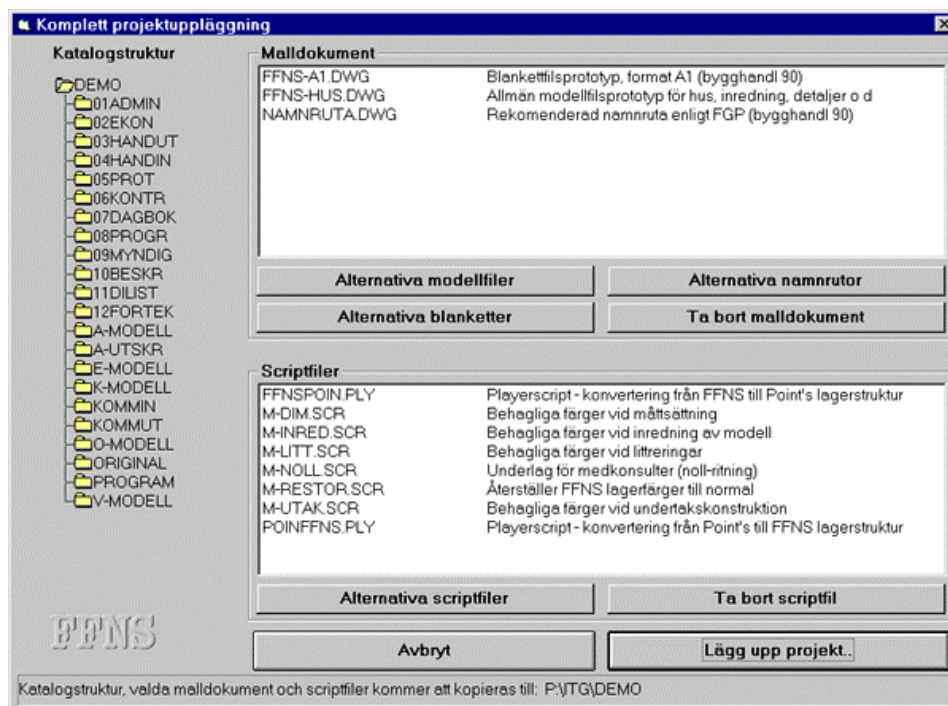 Komplett projektuppläggning
Katalogstruktur
DEMO
01ADMIN
02EKON
03HANDUT
04HANDIN
05PROT
06KONTR
07DAGBOK
08PROGR
09MYNDIG
10BESKR
11DILIST
12FORTEK
A-MODELL
A-UTSKR
E-MODELL
K-MODELL
KOMMIN
KOMMUT
O-MODELL
ORIGINAL
PROGRAM
V-MODELL
FFNS
Malldokument
FFNS-A1.DWG Blankettfilsprototyp, format A1 (bygghandl 90)
FFNS-HUS.DWG Allmän modellfilsprototyp för hus, inredning, detaljer o d
NAMNRUTA.DWG Rekomenderad namnruta enligt FGP (bygghandl 90)
Alternativa modellfiler Alternativa namnrutor
Alternativa blanketter Ta bort malldokument
Scriptfiler
FFNSPOIN.PLY Playerscript - konvertering från FFNS till Point's lagerstruktur
M-DIM.SCR Behagliga färger vid måttsättning
M-INRED.SCR Behagliga färger vid inredning av modell
M-LITT.SCR Behagliga färger vid littreringar
M-NOLL.SCR Underlag för medkonsulter (noll-ritning)
M-RESTOR.SCR Återställer FFNS lagerfärger till normal
M-UTAK.SCR Behagliga färger vid undertakskonstruktion
POINFFNS.PLY Playerscript - konvertering från Point's till FFNS lagerstruktur
Alternativa scriptfiler Ta bort scriptfil
Avbryt Lägg upp projekt..
Katalogstruktur, valda malldokument och scriptfiler kommer att kopieras till: P:\ITG\DEMO